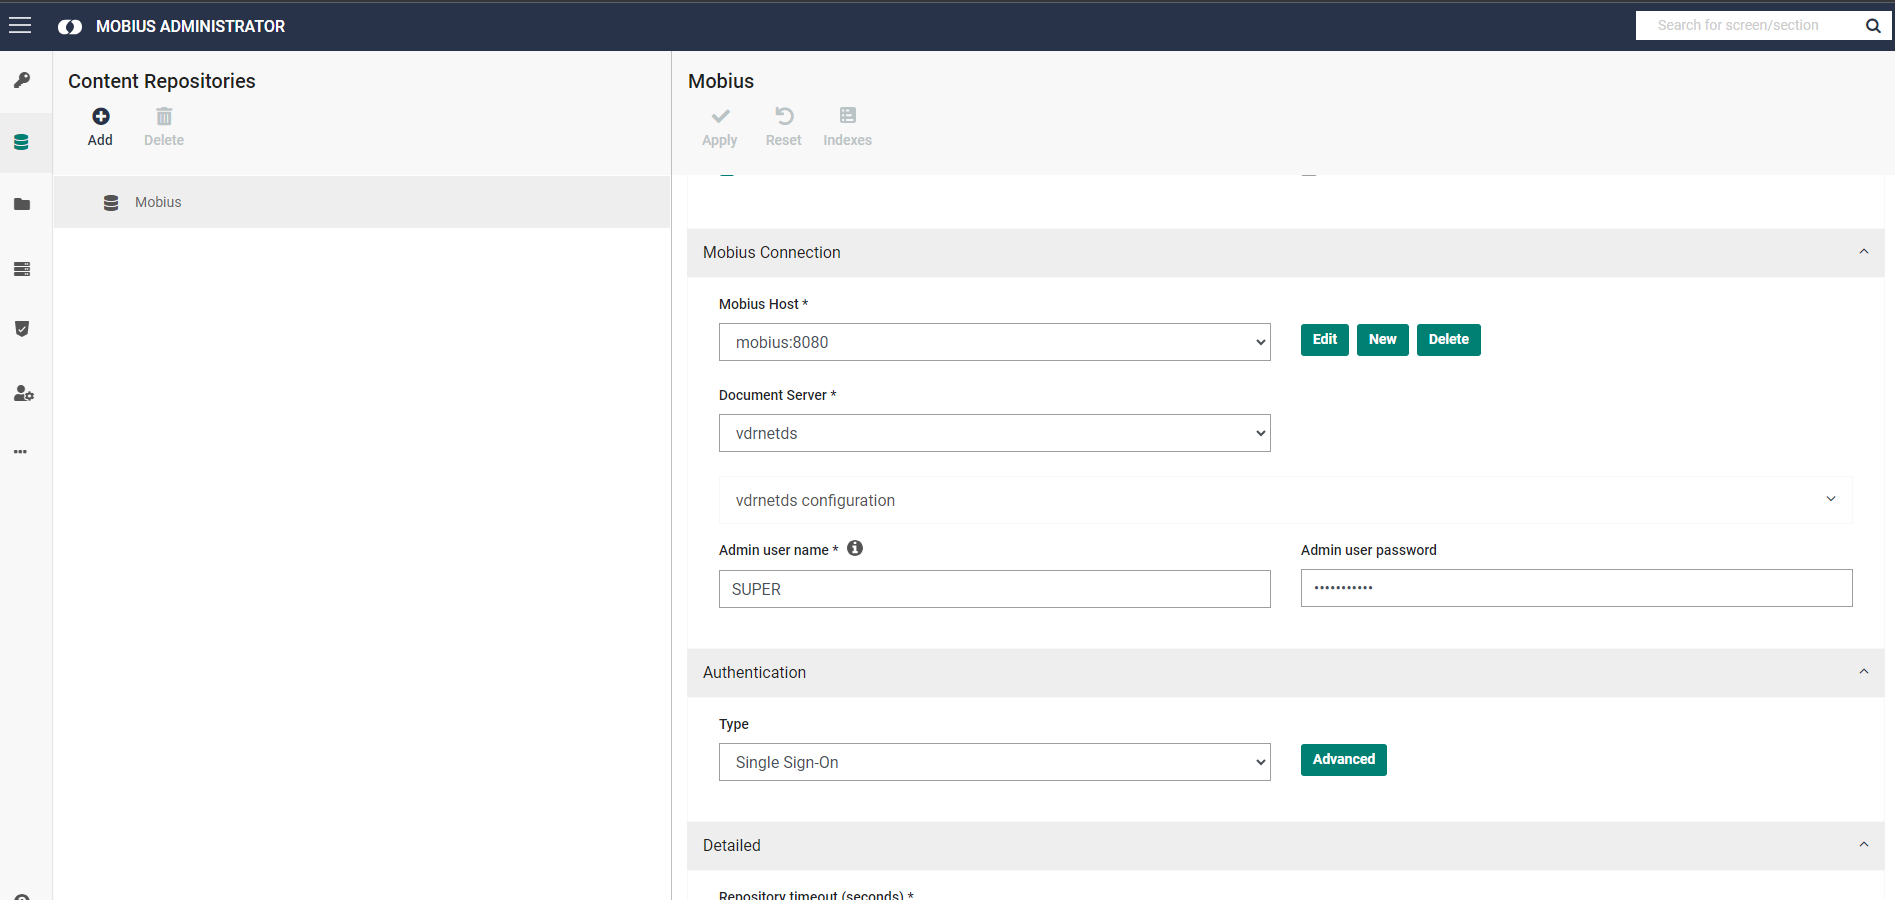 MOBIUS ADMINISTRATOR
Search for screen/section
Content Repositories
Add
Delete
Mobius
Mobius
Apply
Reset
Indexes
Mobius Connection
Mobius Host *
mobius:8080
Edit
New
Delete
Document Server *
vdrnetds
vdrnetds configuration
Admin user name *
Admin user password
SUPER
•••••••••••
Authentication
Type
Single Sign-On
Advanced
Detailed
Repository timeout (seconds) *